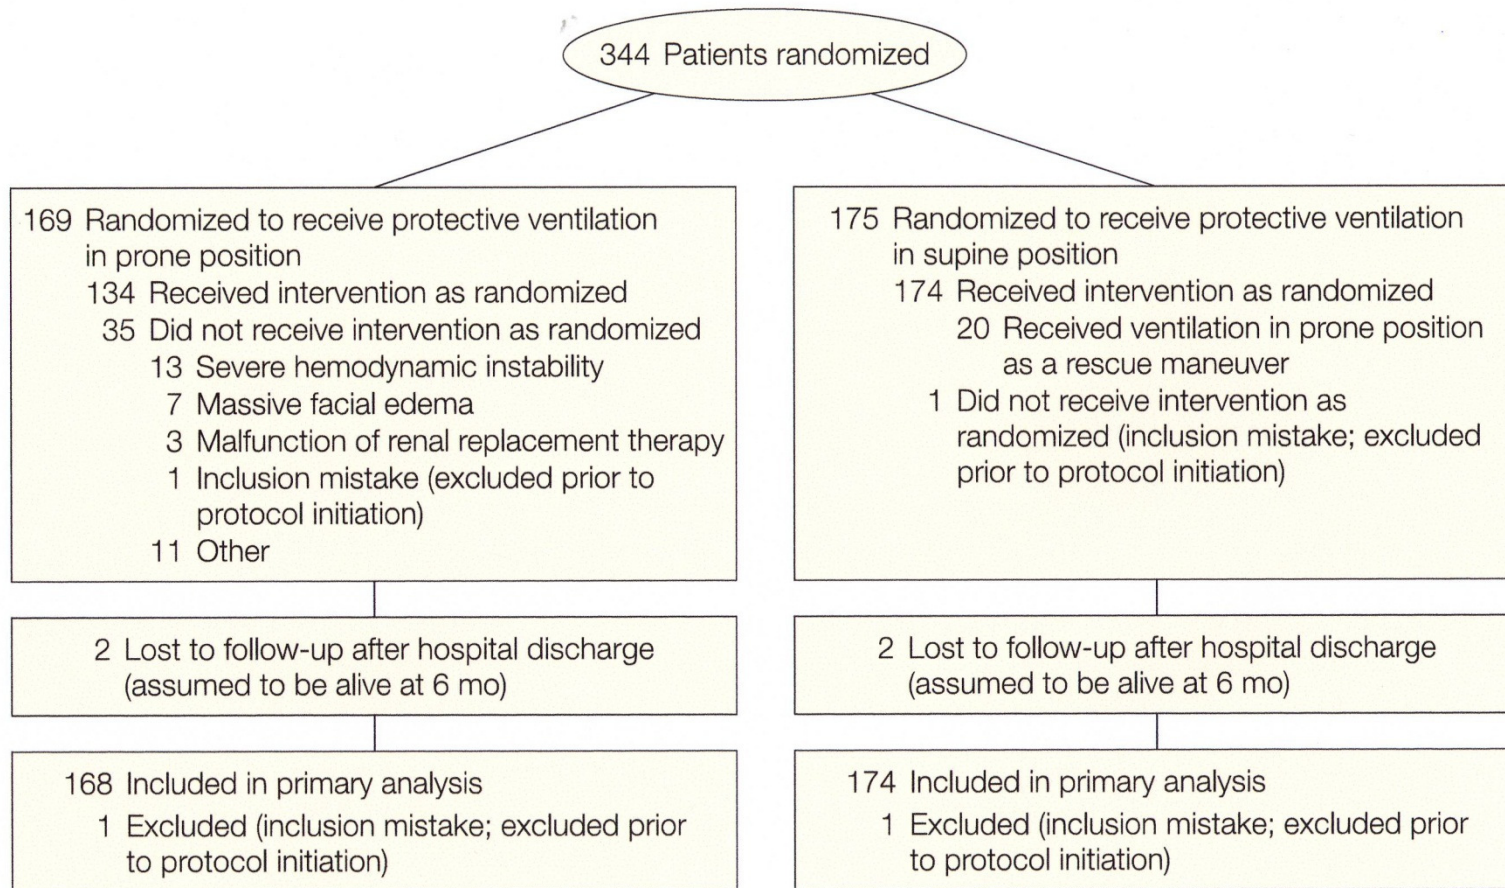 344 Patients randomized
169 Randomized to receive protective ventilation
in prone position
134 Received intervention as randomized
35 Did not receive intervention as randomized
13 Severe hemodynamic instability
7 Massive facial edema
3 Malfunction of renal replacement therapy
1 Inclusion mistake (excluded prior to
protocol initiation)
11 Other
2 Lost to follow-up after hospital discharge
(assumed to be alive at 6 mo)
168 Included in primary analysis
1 Excluded (inclusion mistake; excluded prior
to protocol initiation)
175 Randomized to receive protective ventilation
in supine position
174 Received intervention as randomized
20 Received ventilation in prone position
as a rescue maneuver
1 Did not receive intervention as
randomized (inclusion mistake; excluded
prior to protocol initiation)
2 Lost to follow-up after hospital discharge
(assumed to be alive at 6 mo)
174 Included in primary analysis
1 Excluded (inclusion mistake; excluded prior
to protocol initiation)